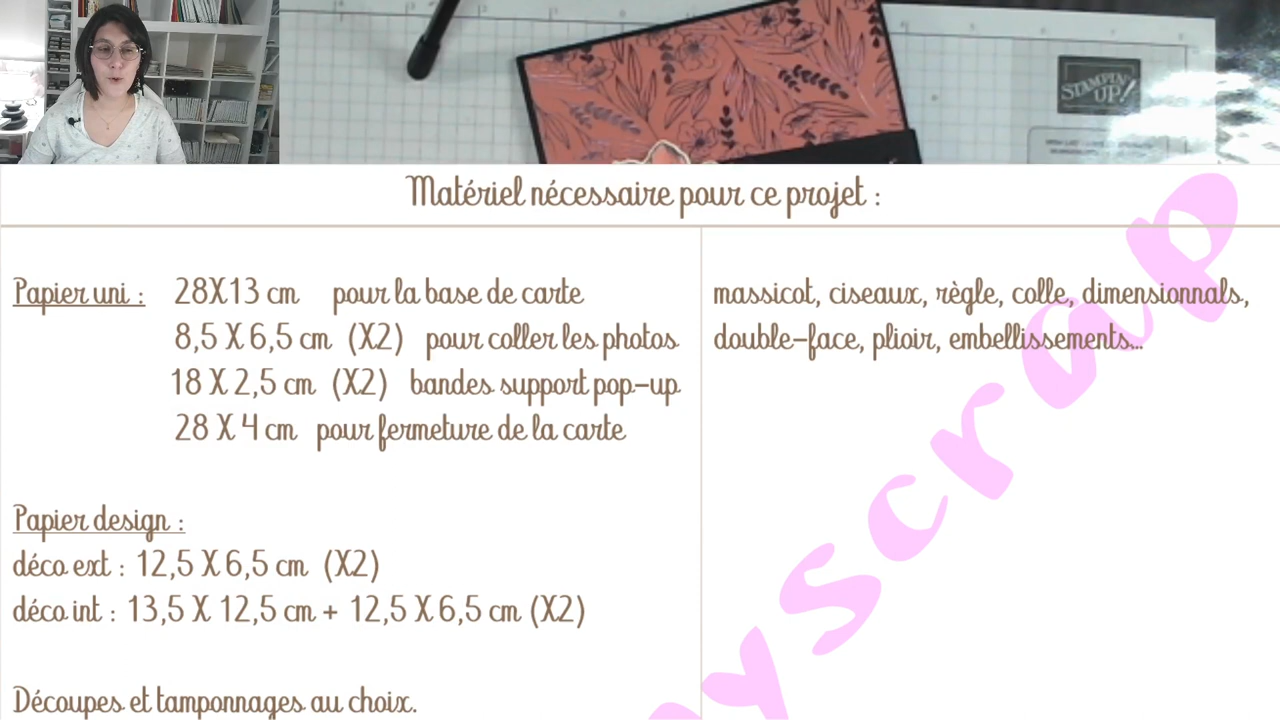 STAMPIN' UP!
Matériel nécessaire pour ce projet :
Papier uni : 28X13 cm pour la base de carte
8,5 X 6,5 cm (X2) pour coller les photos
18 X 2,5 cm (X2) bandes support pop-up
28 X 4 cm pour fermeture de la carte
massicot, ciseaux, règle, colle, dimensionnals,
double-face, plioir, embellissements...
Papier design :
déco ext : 12,5 X 6,5 cm (X2)
déco int : 13,5 X 12,5 cm + 12,5 X 6,5 cm (X2)
Découpes et tamponnages au choix.
yscrap